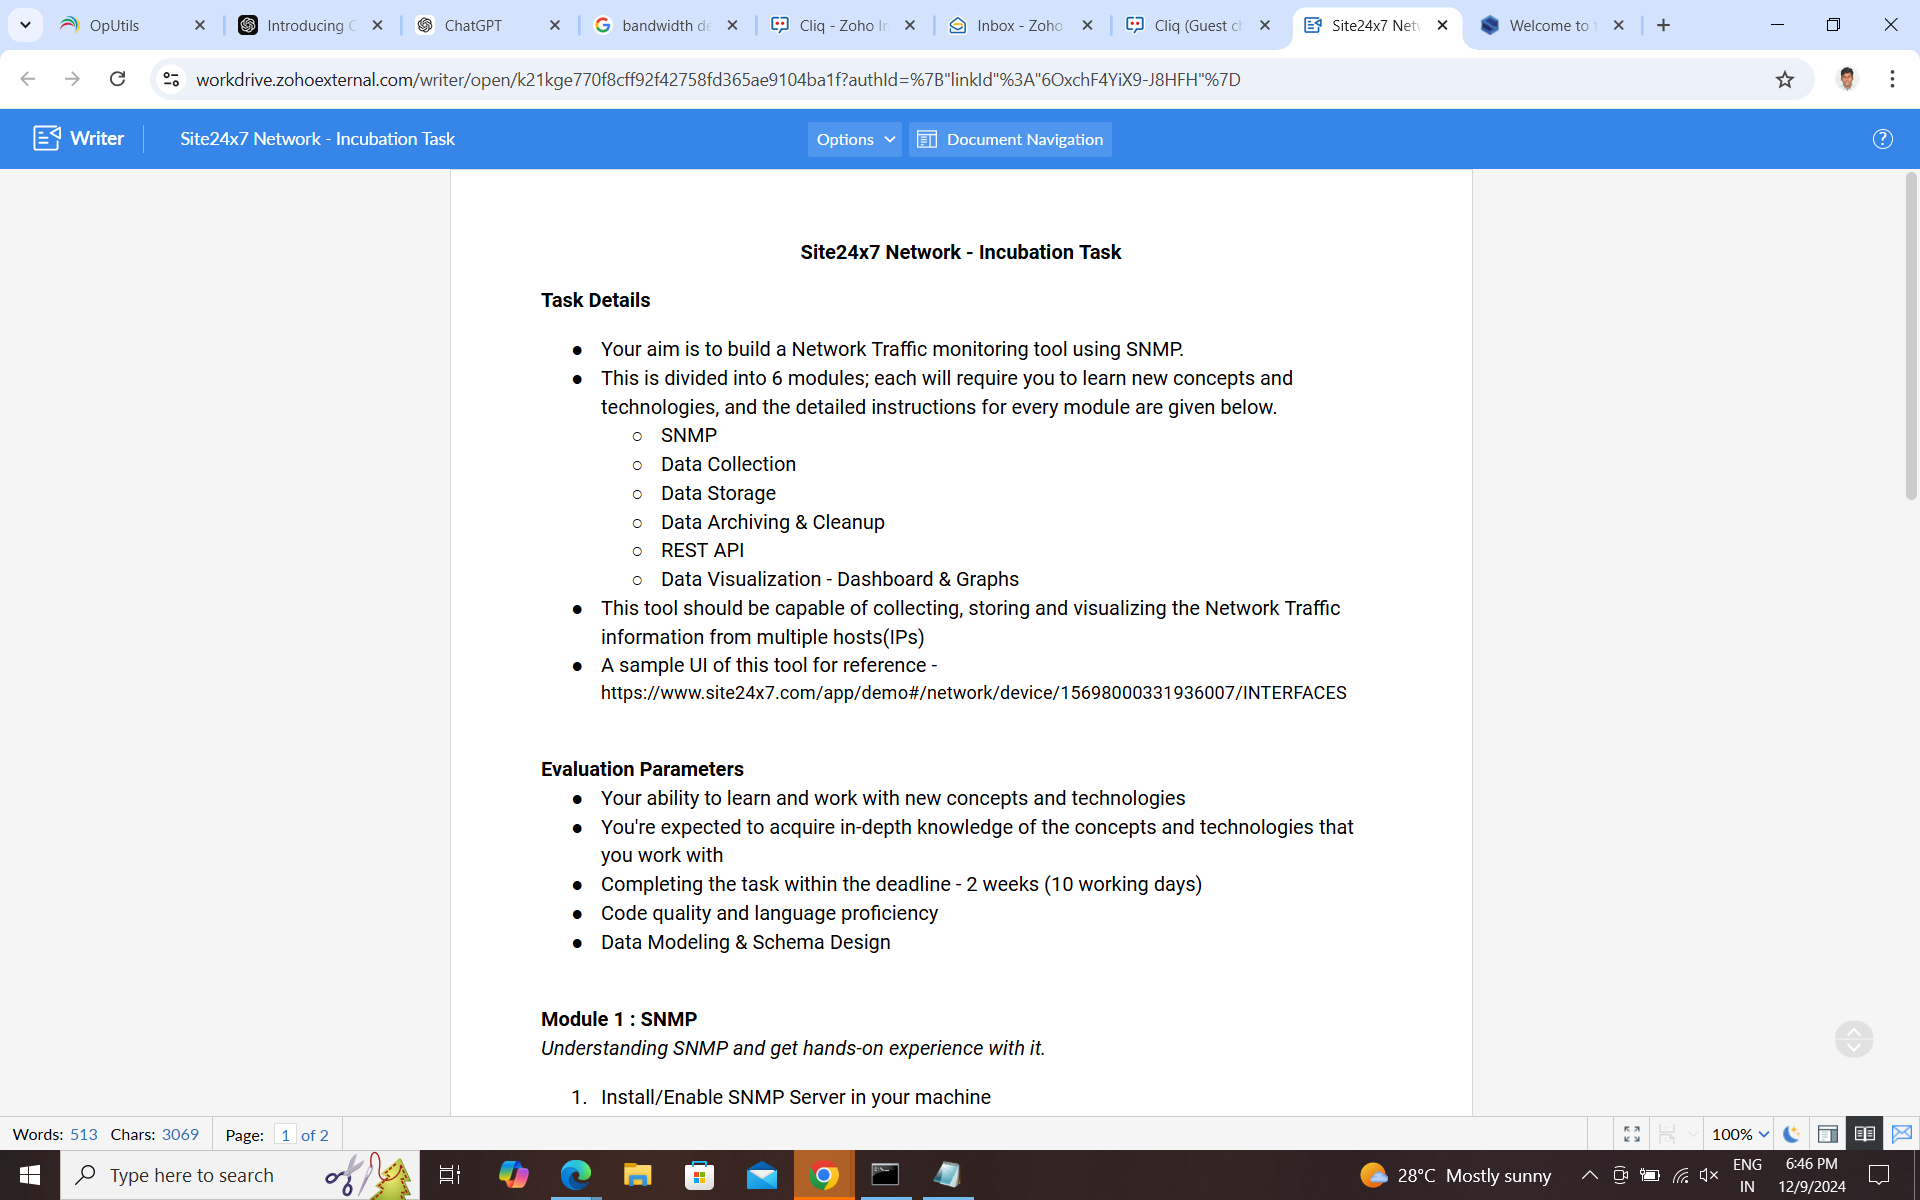 OpUtils
Introducing C
ChatGPT
bandwidth de
Cliq - Zoho In
Inbox - Zoho
Cliq (Guest ch
Site24x7 Netw
Welcome to t
workdrive.zohoexternal.com/writer/open/k21kge770f8cff92f42758fd365ae9104ba1f?authId=%7B"linkId"%3A"6OxchF4YiX9-J8HFH"%7D
Writer
Site24x7 Network - Incubation Task
Options
Document Navigation
Site24x7 Network - Incubation Task
Task Details
● Your aim is to build a Network Traffic monitoring tool using SNMP.
● This is divided into 6 modules; each will require you to learn new concepts and
technologies, and the detailed instructions for every module are given below.
○ SNMP
○ Data Collection
○ Data Storage
○ Data Archiving & Cleanup
○ REST API
○ Data Visualization - Dashboard & Graphs
● This tool should be capable of collecting, storing and visualizing the Network Traffic
information from multiple hosts(IPs)
● A sample UI of this tool for reference -
https://www.site24x7.com/app/demo#/network/device/15698000331936007/INTERFACES
Evaluation Parameters
● Your ability to learn and work with new concepts and technologies
● You're expected to acquire in-depth knowledge of the concepts and technologies that
you work with
● Completing the task within the deadline - 2 weeks (10 working days)
● Code quality and language proficiency
● Data Modeling & Schema Design
Module 1 : SNMP
Understanding SNMP and get hands-on experience with it.
1. Install/Enable SNMP Server in your machine
Words: 513 Chars: 3069 Page: 1 of 2
100%
Type here to search
28°C Mostly sunny
ENG
IN
6:46 PM
12/9/2024